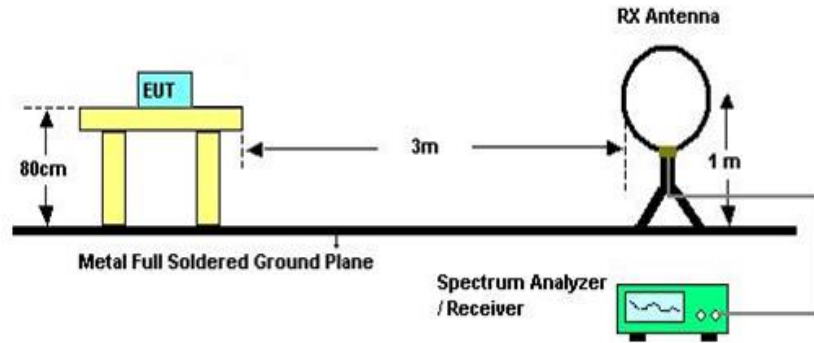 RX Antenna
EUT
80cm
3m
1 m
Metal Full Soldered Ground Plane
Spectrum Analyzer
/ Receiver